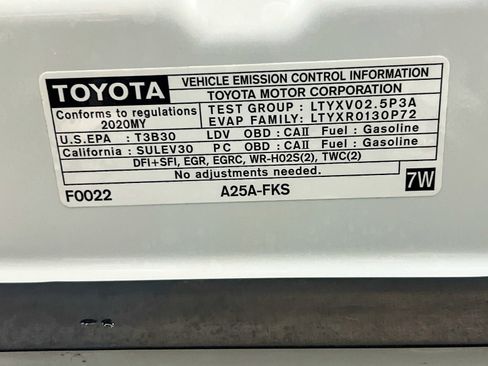 TOYOTA
VEHICLE EMISSION CONTROL INFORMATION
TOYOTA MOTOR CORPORATION
Conforms to regulations
2020MY
TEST GROUP : LTYXV02.5P3A
EVAP FAMILY: LTYXR0130P72
U.S.EPA : T3B30 LDV OBD : CAII Fuel : Gasoline
California : SULEV30 PC OBD : CAII Fuel : Gasoline
DFI+SFI, EGR, EGRC, WR-HO2S(2), TWC(2)
No adjustments needed.
F0022 A25A-FKS 7W